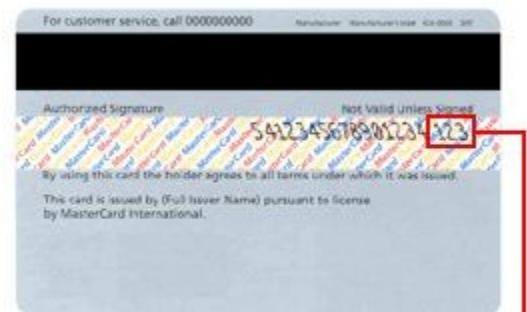 For customer service, call 0000000000
Authorized Signature Not Valid Unless Signed
5412345678901234 123
By using this card the holder agrees to all terms under which it was issued.
This card is issued by (Full Issuer Name) pursuant to license
by MasterCard International.